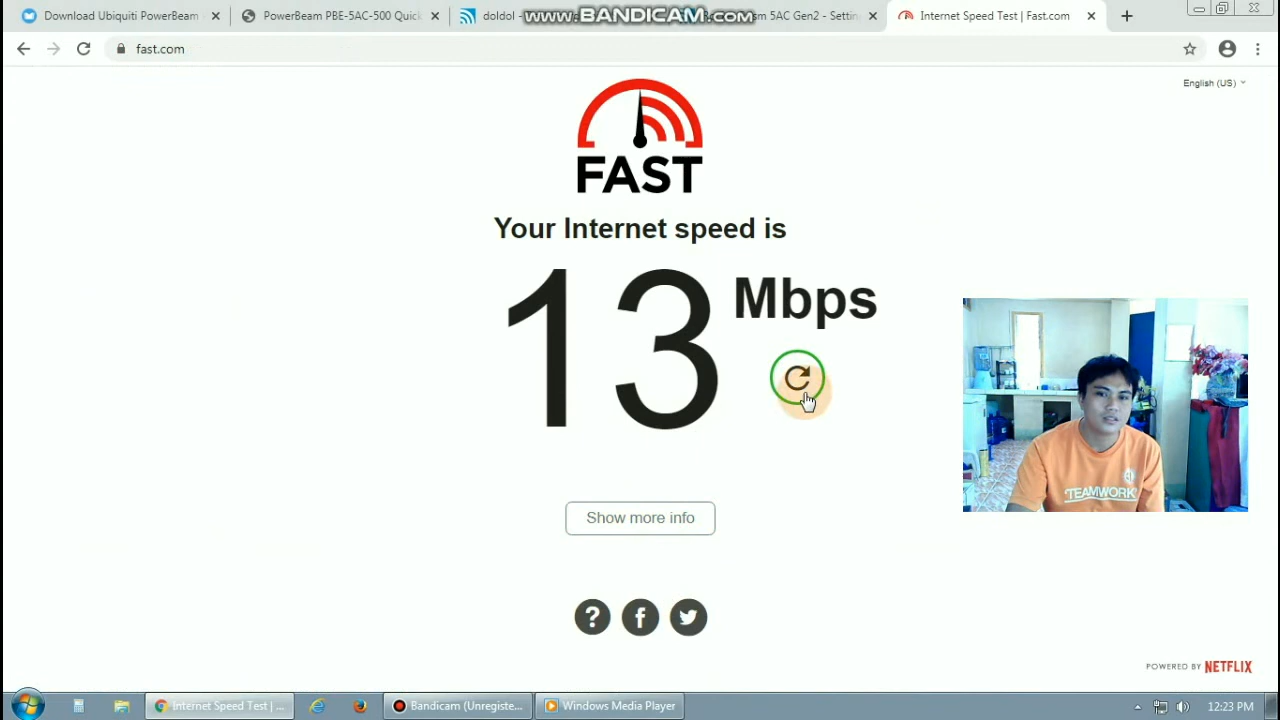 Download Ubiquiti PowerBeam
PowerBeam PBE-5AC-500 Quick
doldol
www.BANDICAM.com
sm 5AC Gen2 - Settin
Internet Speed Test | Fast.com
fast.com
English (US)
FAST
Your Internet speed is
13 Mbps
TEAMWORK
Show more info
?
f
POWERED BY NETFLIX
Internet Speed Test | ...
Bandicam (Unregiste...
Windows Media Player
12:23 PM